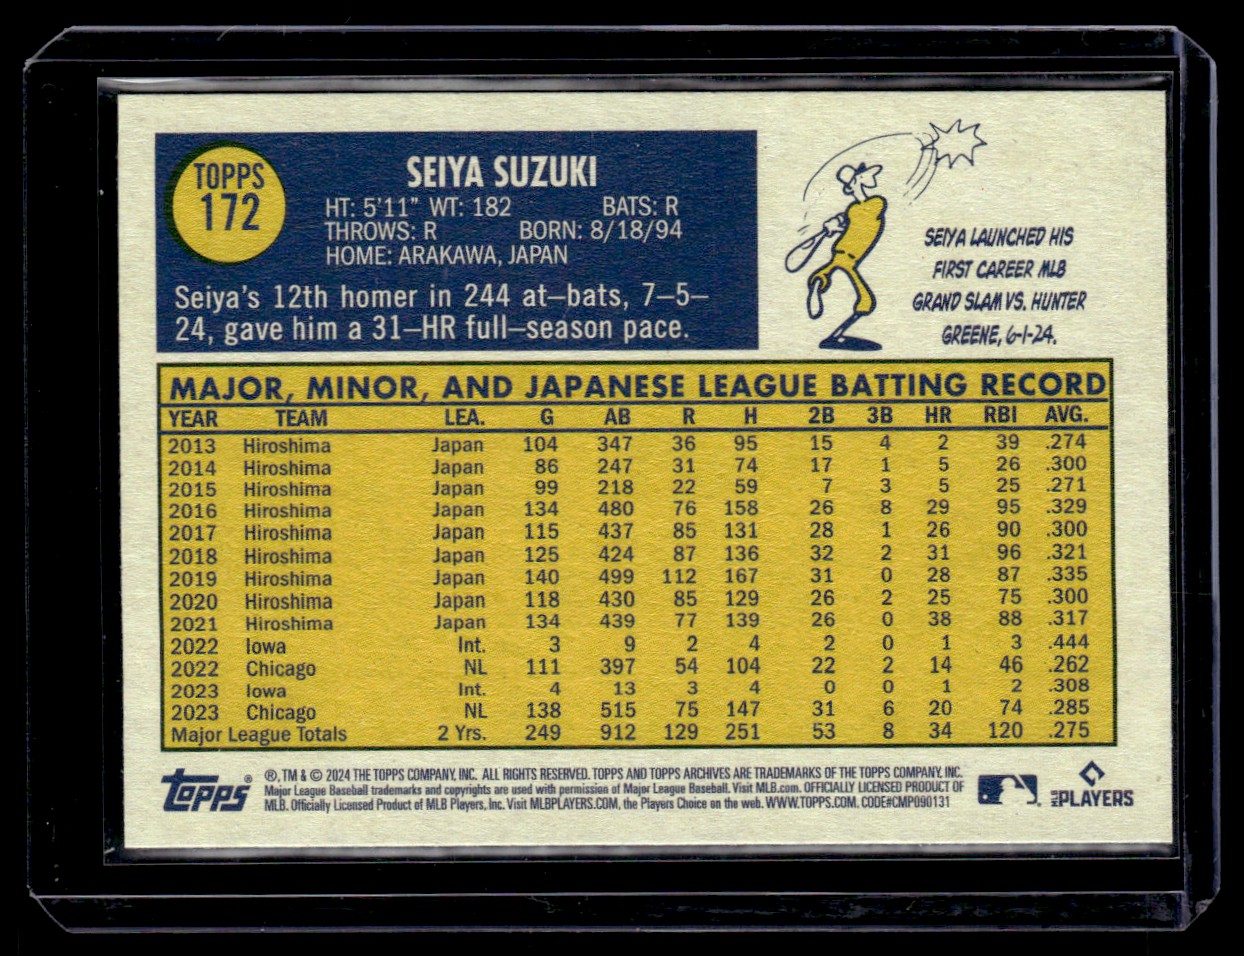 TOPPS
172
SEIYA SUZUKI
HT: 5'11" WT: 182 BATS: R
THROWS: R BORN: 8/18/94
HOME: ARAKAWA, JAPAN
Seiya's 12th homer in 244 at–bats, 7–5–
24, gave him a 31–HR full–season pace.
SEIYA LAUNCHED HIS
FIRST CAREER MLB
GRAND SLAM VS. HUNTER
GREENE, 6-1-24.
MAJOR, MINOR, AND JAPANESE LEAGUE BATTING RECORD
YEAR TEAM LEA. G AB R H 2B 3B HR RBI AVG.
2013 Hiroshima Japan 104 347 36 95 15 4 2 39 .274
2014 Hiroshima Japan 86 247 31 74 17 1 5 26 .300
2015 Hiroshima Japan 99 218 22 59 7 3 5 25 .271
2016 Hiroshima Japan 134 480 76 158 26 8 29 95 .329
2017 Hiroshima Japan 115 437 85 131 28 1 26 90 .300
2018 Hiroshima Japan 125 424 87 136 32 2 31 96 .321
2019 Hiroshima Japan 140 499 112 167 31 0 28 87 .335
2020 Hiroshima Japan 118 430 85 129 26 2 25 75 .300
2021 Hiroshima Japan 134 439 77 139 26 0 38 88 .317
2022 Iowa Int. 3 9 2 4 2 0 1 3 .444
2022 Chicago NL 111 397 54 104 22 2 14 46 .262
2023 Iowa Int. 4 13 3 4 0 0 1 2 .308
2023 Chicago NL 138 515 75 147 31 6 20 74 .285
Major League Totals 2 Yrs. 249 912 129 251 53 8 34 120 .275
TOPPS®
®, TM & © 2024 THE TOPPS COMPANY, INC. ALL RIGHTS RESERVED. TOPPS AND TOPPS ARCHIVES ARE TRADEMARKS OF THE TOPPS COMPANY, INC.
Major League Baseball trademarks and copyrights are used with permission of Major League Baseball. Visit MLB.com. OFFICIALLY LICENSED PRODUCT OF
MLB. Officially Licensed Product of MLB Players, Inc. Visit MLBPLAYERS.COM, the Players Choice on the web. WWW.TOPPS.COM. CODE#CMP090131
MLB PLAYERS